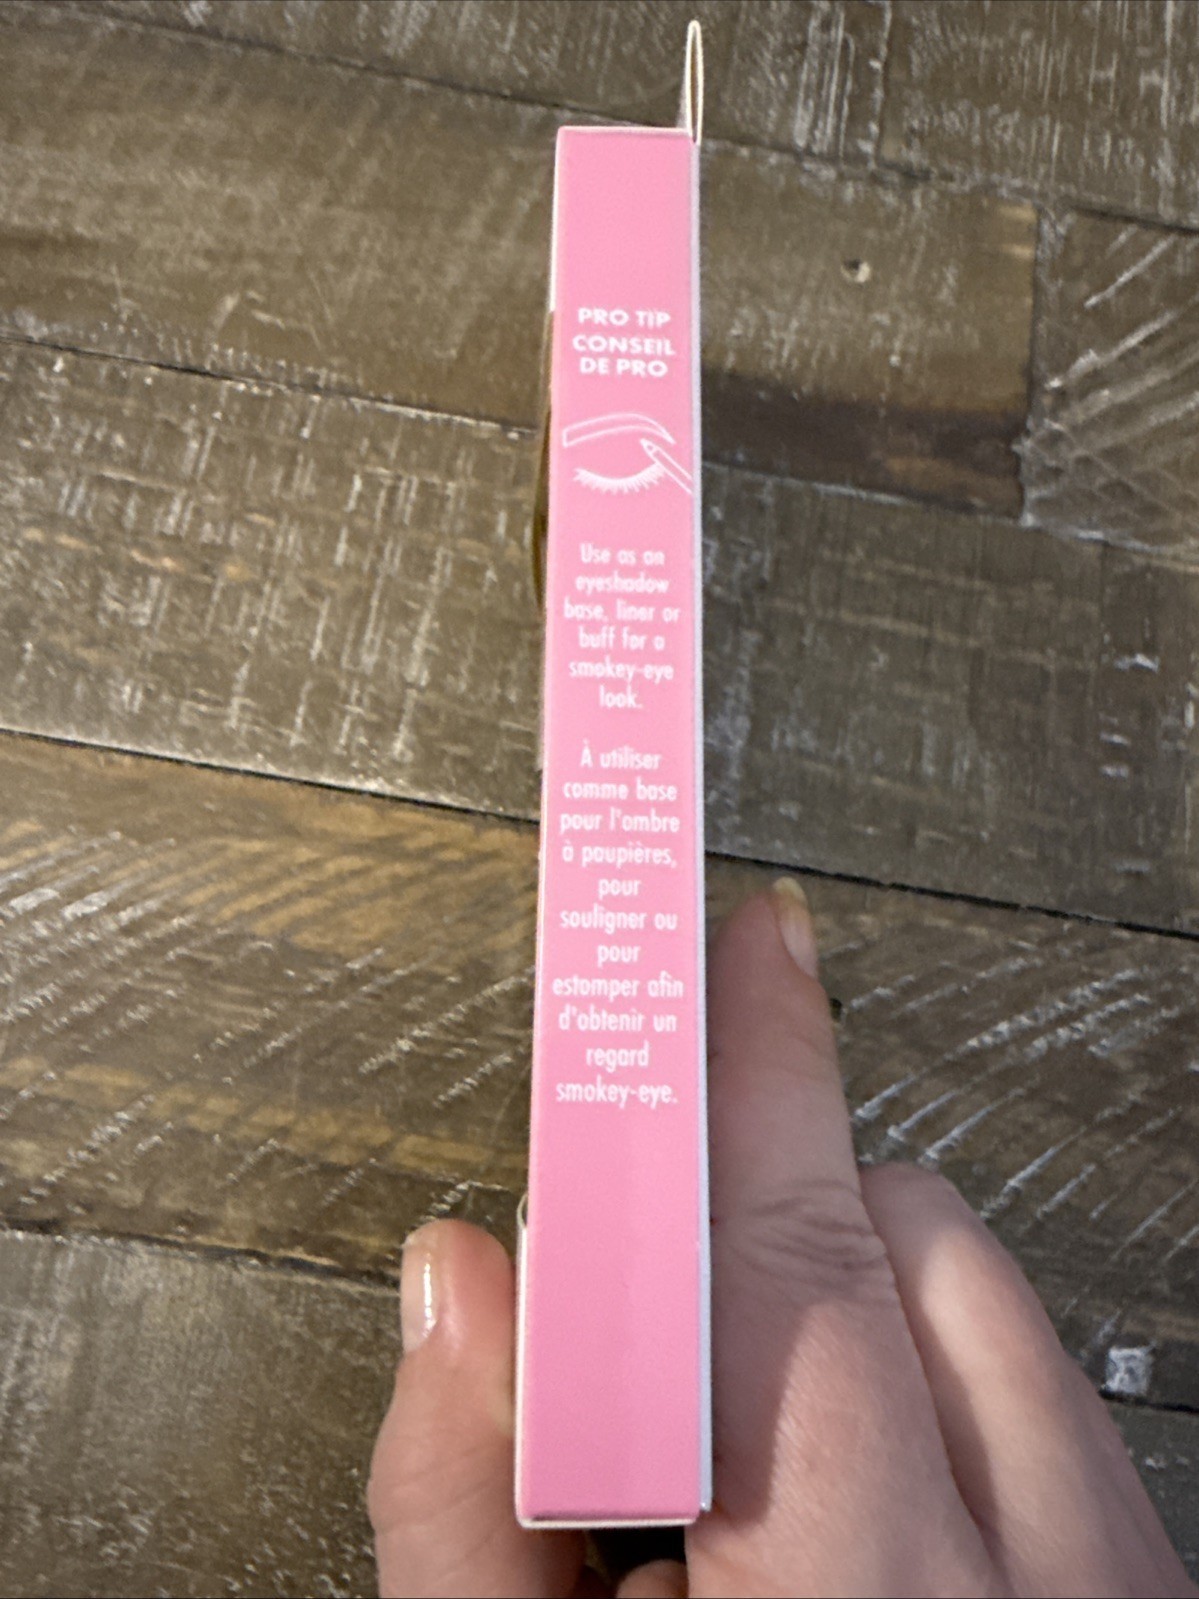 PRO TIP
CONSEIL
DE PRO
Use as an
eyeshadow
base, liner or
buff for a
smokey-eye
look.
À utiliser
comme base
pour l'ombre
à paupières,
pour
souligner ou
pour
estomper afin
d'obtenir un
regard
smokey-eye.